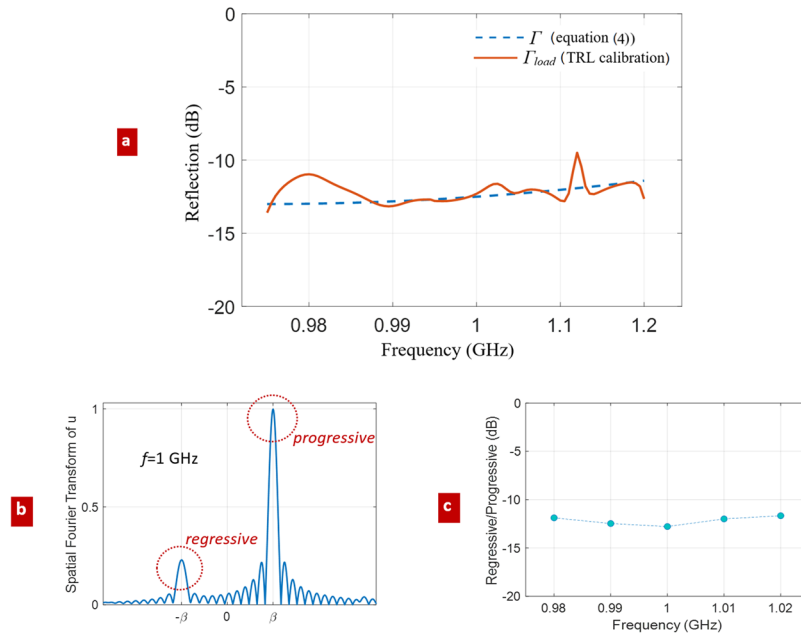 a
0
-5
-10
-15
-20
Reflection (dB)
Γ (equation (4))
Γload (TRL calibration)
0.98 0.99 1 1.1 1.2
Frequency (GHz)
b
1
0.5
0
Spatial Fourier Transform of u
f=1 GHz
progressive
regressive
-β 0 β
c
0
-5
-10
-15
-20
Regressive/Progressive (dB)
0.98 0.99 1 1.01 1.02
Frequency (GHz)